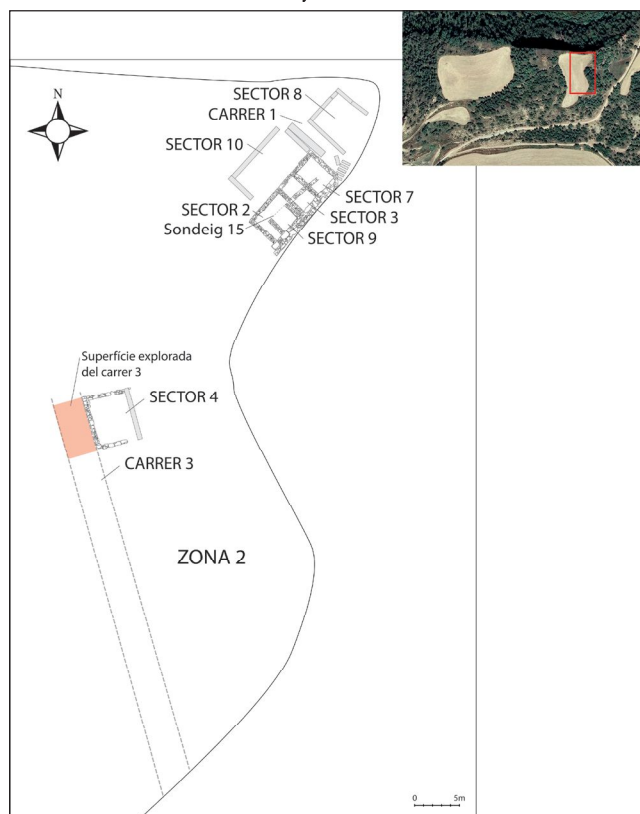 N
SECTOR 8
CARRER 1
SECTOR 10
SECTOR 7
SECTOR 2
SECTOR 3
Sondeig 15
SECTOR 9
Superfície explorada
del carrer 3
SECTOR 4
CARRER 3
ZONA 2
0 5m